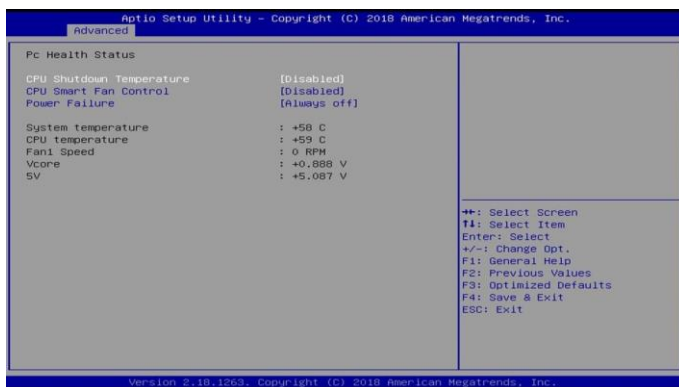 Aptio Setup Utility – Copyright (C) 2018 American Megatrends, Inc.
Advanced
Pc Health Status
CPU Shutdown Temperature [Disabled]
CPU Smart Fan Control [Disabled]
Power Failure [Always off]
System temperature : +58 C
CPU temperature : +59 C
Fan1 Speed : 0 RPM
Vcore : +0.888 V
5V : +5.087 V
→←: Select Screen
↑↓: Select Item
Enter: Select
+/-: Change Opt.
F1: General Help
F2: Previous Values
F3: Optimized Defaults
F4: Save & Exit
ESC: Exit
Version 2.18.1263. Copyright (C) 2018 American Megatrends, Inc.